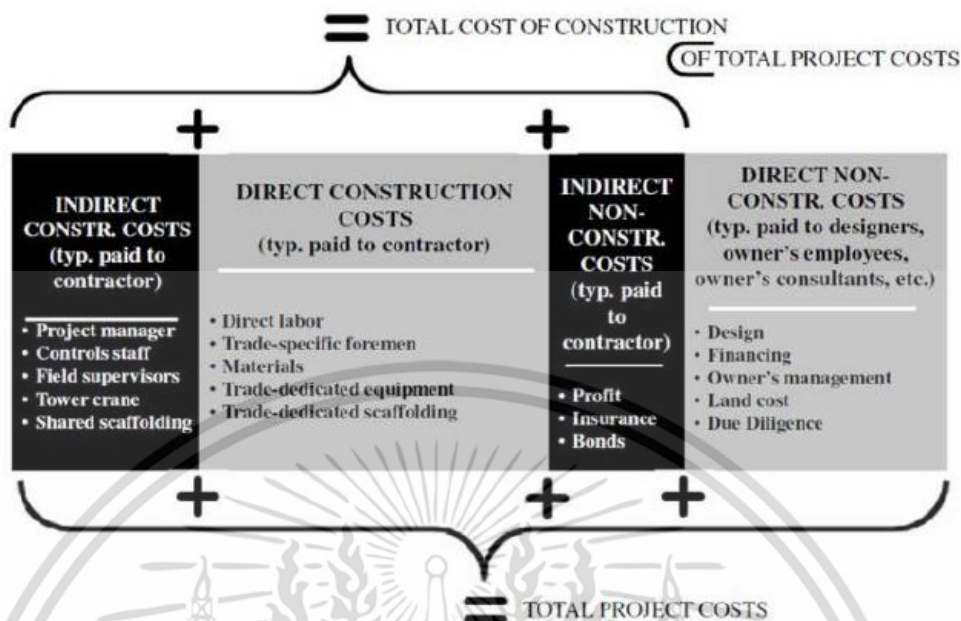 = TOTAL COST OF CONSTRUCTION
OF TOTAL PROJECT COSTS
+ +
INDIRECT
CONSTR. COSTS
(typ. paid to
contractor)
• Project manager
• Controls staff
• Field supervisors
• Tower crane
• Shared scaffolding
DIRECT CONSTRUCTION
COSTS
(typ. paid to contractor)
• Direct labor
• Trade-specific foremen
• Materials
• Trade-dedicated equipment
• Trade-dedicated scaffolding
INDIRECT
NON-
CONSTR.
COSTS
(typ. paid
to
contractor)
• Profit
• Insurance
• Bonds
DIRECT NON-
CONSTR. COSTS
(typ. paid to designers,
owner's employees,
owner's consultants, etc.)
• Design
• Financing
• Owner's management
• Land cost
• Due Diligence
+ + +
= TOTAL PROJECT COSTS